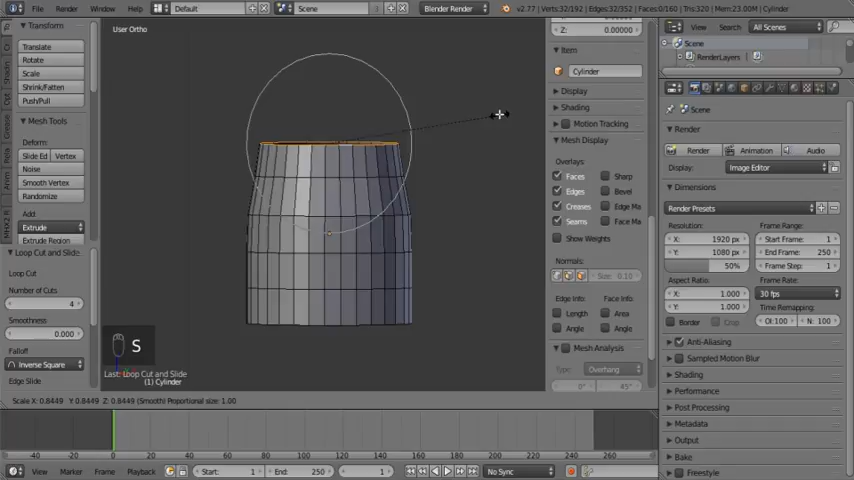 File Render Window Help Default Scene Blender Render v2.77 | Verts:32/192 | Edges:32/352 | Faces:0/160 | Tris:320 | Mem:23.00M | Cylinder
Transform
Translate
Rotate
Scale
Shrink/Fatten
Push/Pull
Mesh Tools
Deform:
Slide Ed Vertex
Noise
Smooth Vertex
Randomize
Add:
Extrude
Extrude Region
Loop Cut and Slide
Loop Cut
Number of Cuts
4
Smoothness
0.000
Falloff
Inverse Square
Edge Slide
User Ortho
S
Last: Loop Cut and Slide
(1) Cylinder
Z: 0.00000
Item
Cylinder
Display
Shading
Motion Tracking
Mesh Display
Overlays:
Faces Sharp
Edges Bevel
Creases Edge Ma
Seams Face Ma
Show Weights
Normals:
Size: 0.10
Edge Info: Face Info:
Length Area
Angle Angle
Mesh Analysis
Type: Overhang
0° 45°
View Search All Scenes
Scene
RenderLayers
Scene
Render
Render Animation Audio
Display: Image Editor
Dimensions
Render Presets
Resolution: Frame Range:
X: 1920 px Start Frame: 1
Y: 1080 px End Frame: 250
50% Frame Step: 1
Aspect Ratio: Frame Rate:
X: 1.000 30 fps
Y: 1.000 Time Remapping:
Border Crop Ol:100 N: 100
Anti-Aliasing
Sampled Motion Blur
Shading
Performance
Post Processing
Metadata
Output
Bake
Freestyle
Scale X: 0.8449 Y: 0.8449 Z: 0.8449 (Smooth) Proportional size: 1.00
-40 -20 0 20 40 60 80 100 120 140 160 180 200 220 240 260
View Marker Frame Playback Start: 1 End: 250 1 No Sync